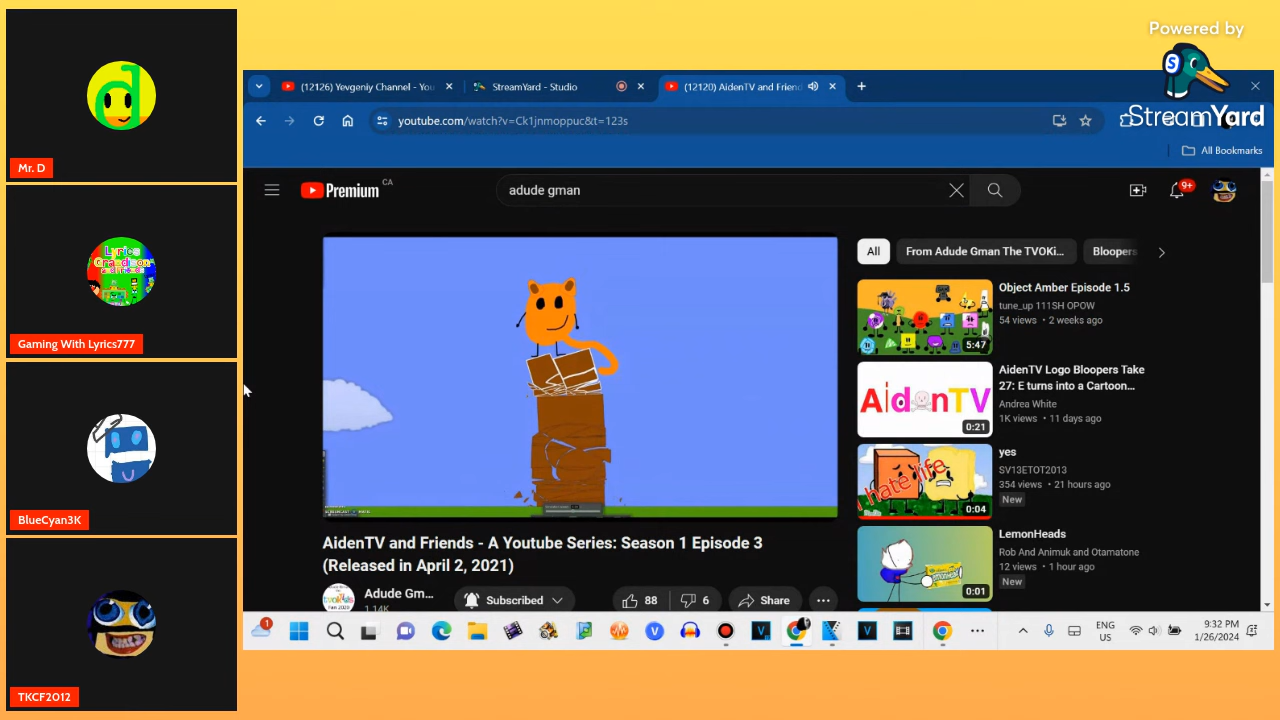 Powered by
StreamYard
Mr. D
Gaming With Lyrics777
BlueCyan3K
TKCF2012
(12126) Yevgeniy Channel - You
StreamYard - Studio
(12120) AidenTV and Friend
youtube.com/watch?v=Ck1jnmoppuc&t=123s
All Bookmarks
Premium CA
adude gman
9+
All
From Adude Gman The TVOKi...
Bloopers
Object Amber Episode 1.5
tune_up 111SH OPOW
54 views • 2 weeks ago
5:47
AidenTV Logo Bloopers Take
27: E turns into a Cartoon...
Andrea White
1K views • 11 days ago
AidenTV
0:21
yes
SV13ETOT2013
354 views • 21 hours ago
New
hate life
0:04
LemonHeads
Rob And Animuk and Otamatone
12 views • 1 hour ago
New
0:01
AidenTV and Friends - A Youtube Series: Season 1 Episode 3
(Released in April 2, 2021)
Adude Gm...
1.14K
Subscribed
88
6
Share
ENG
US
9:32 PM
1/26/2024